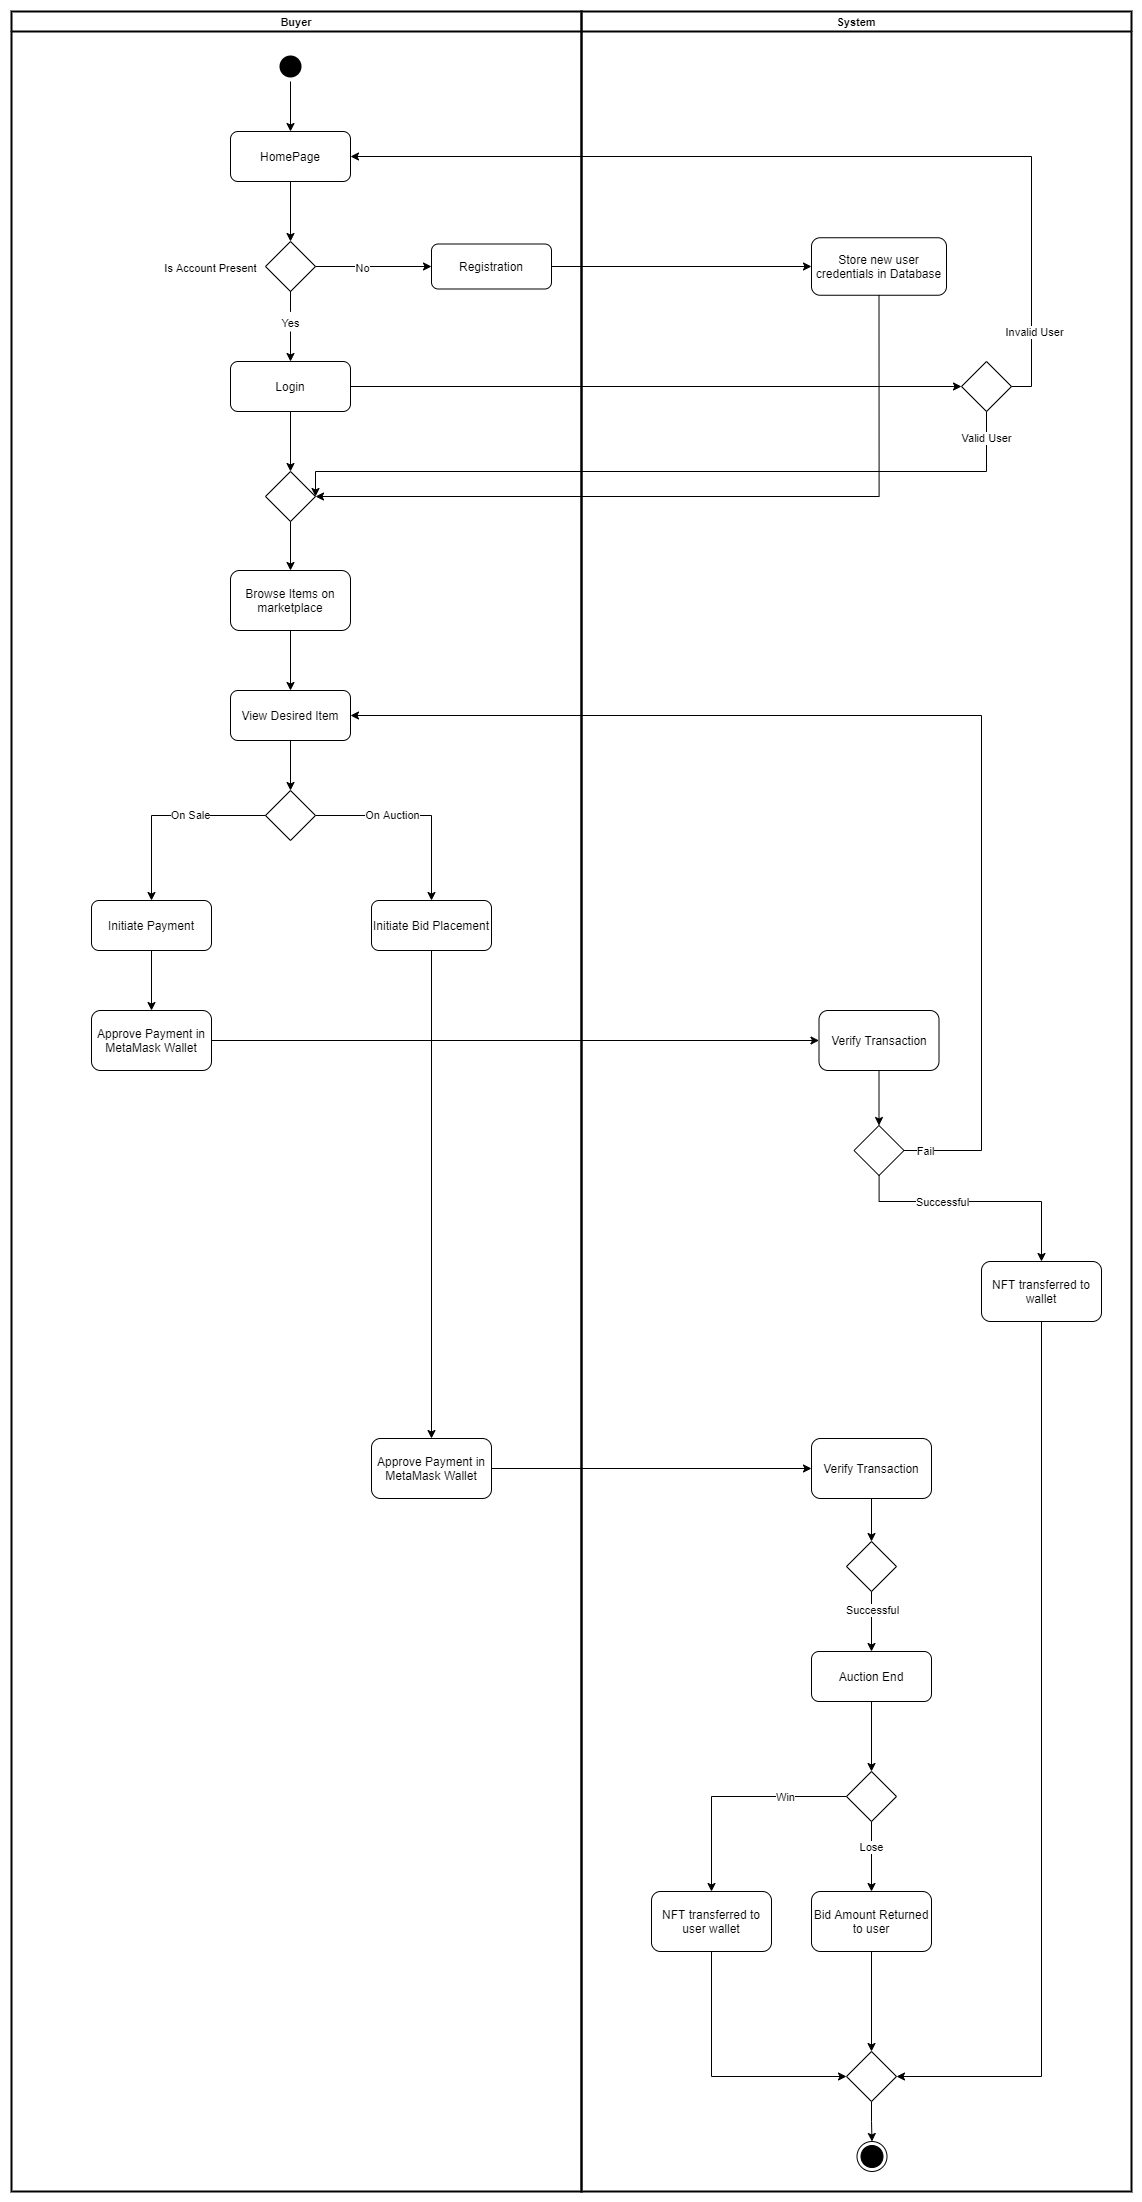 Buyer
System
HomePage
Is Account Present
No
Registration
Store new user
credentials in Database
Yes
Invalid User
Login
Valid User
Browse Items on
marketplace
View Desired Item
On Sale
On Auction
Initiate Payment
Initiate Bid Placement
Approve Payment in
MetaMask Wallet
Verify Transaction
Fail
Successful
NFT transferred to
wallet
Approve Payment in
MetaMask Wallet
Verify Transaction
Successful
Auction End
Win
Lose
NFT transferred to
user wallet
Bid Amount Returned
to user